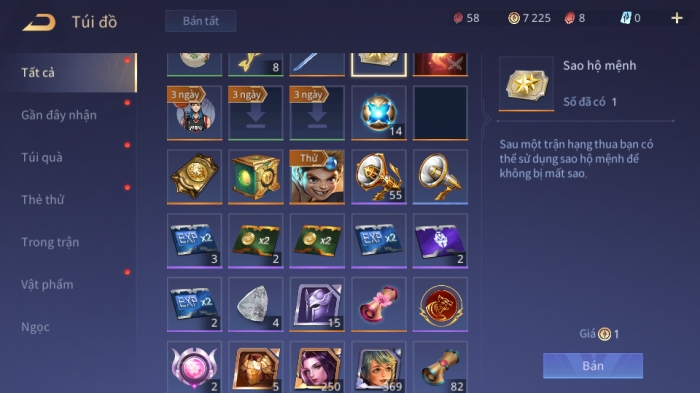 Túi đồ
Bán tất
58
7 225
8
0
Tất cả
Gần đây nhận
Túi quà
Thẻ thử
Trong trận
Vật phẩm
Ngọc
8
3 ngày
3 ngày
3 ngày
14
Thử
55
EXP x2
3
x2
2
x2
EXP x2
2
EXP x2
2
4
15
2
5
250
369
82
Sao hộ mệnh
Số đã có 1
Sau một trận hạng thua bạn có
thể sử dụng sao hộ mệnh để
không bị mất sao.
Giá 1
Bán